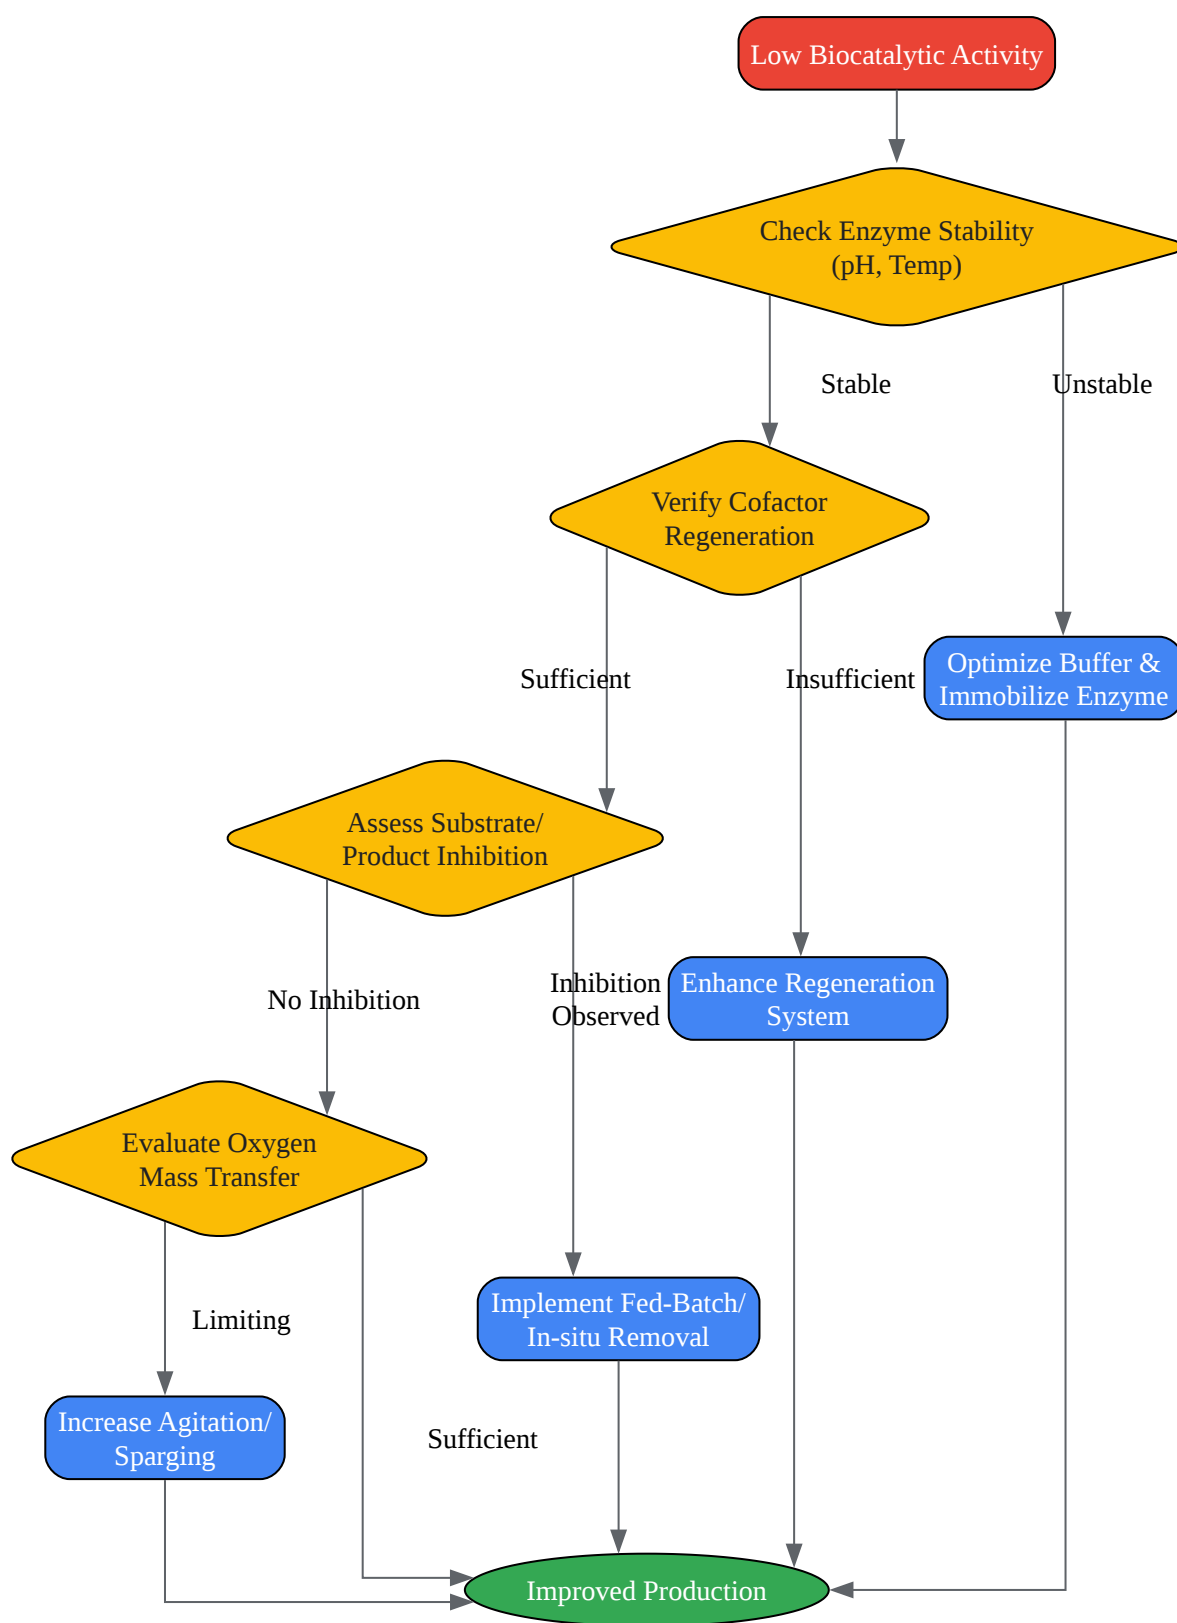 Low Biocatalytic Activity
Check Enzyme Stability
(pH, Temp)
Stable
Unstable
Verify Cofactor
Regeneration
Sufficient
Insufficient
Optimize Buffer &
Immobilize Enzyme
Assess Substrate/
Product Inhibition
No Inhibition
Inhibition
Observed
Enhance Regeneration
System
Evaluate Oxygen
Mass Transfer
Limiting
Implement Fed-Batch/
In-situ Removal
Increase Agitation/
Sparging
Sufficient
Improved Production